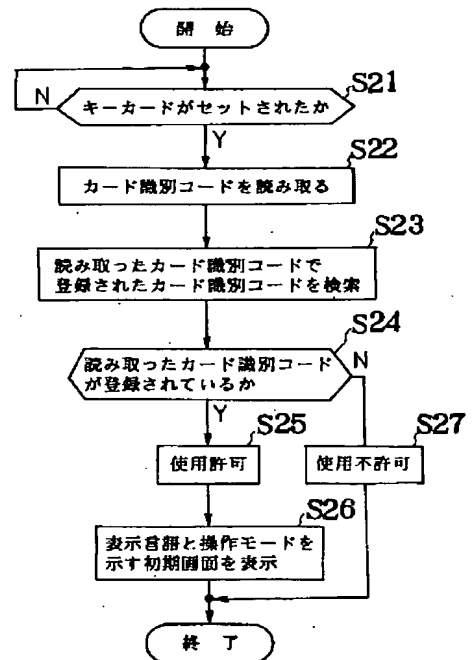 開 始
S21
N
キーカードがセットされたか
Y
S22
カード識別コードを読み取る
S23
読み取ったカード識別コードで
登録されたカード識別コードを検索
S24
読み取ったカード識別コード
が登録されているか
N
Y
S25
S27
使用許可
使用不許可
S26
表示言語と操作モードを
示す初期画面を表示
終 了